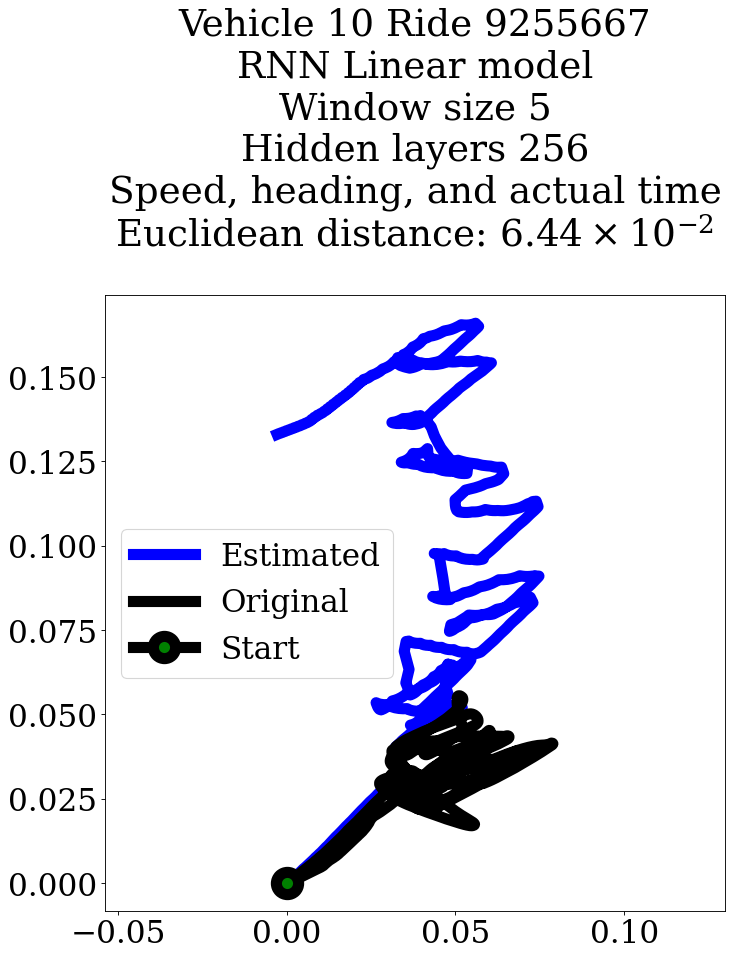 Vehicle 10 Ride 9255667
RNN Linear model
Window size 5
Hidden layers 256
Speed, heading, and actual time
Euclidean distance: 6.44 × 10⁻²
0.150
0.125
0.100
0.075
0.050
0.025
0.000
Estimated
Original
Start
−0.05
0.00
0.05
0.10